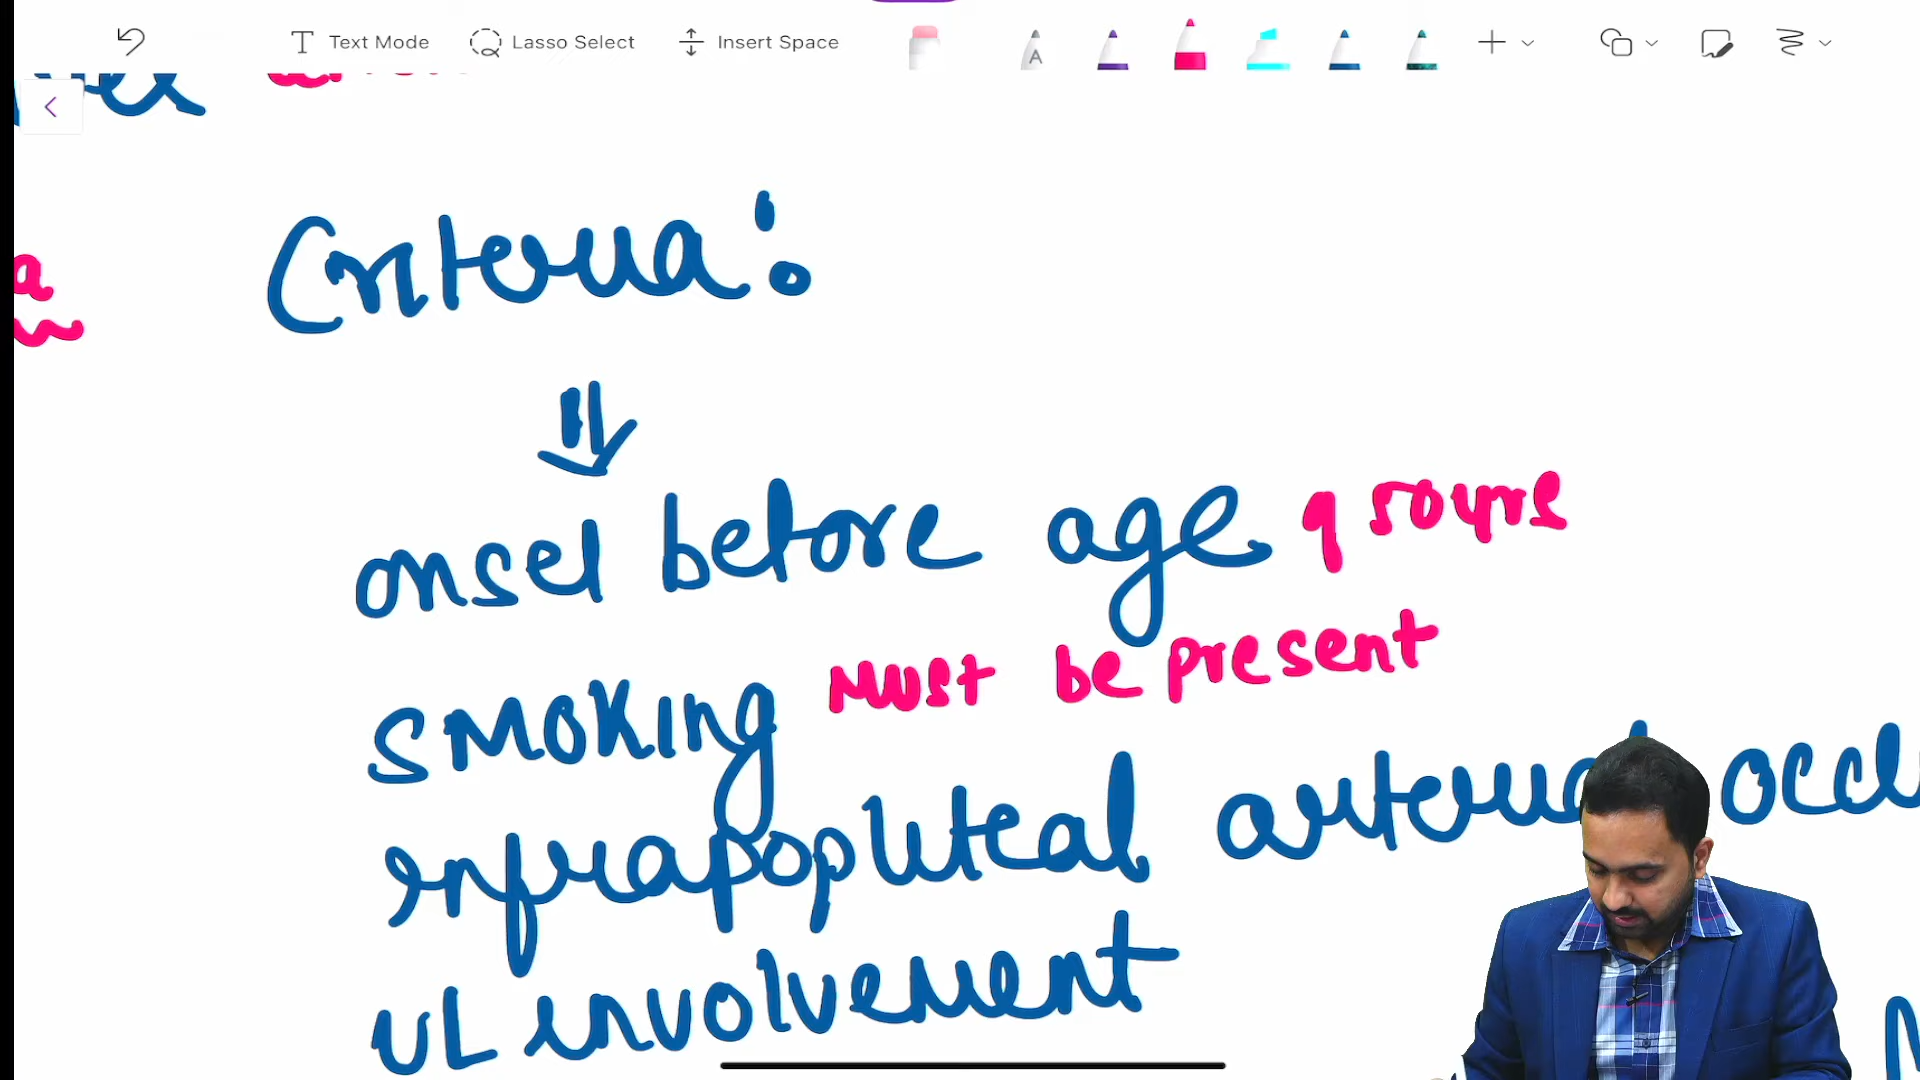 Text Mode Lasso Select Insert Space
A
a
Criteria:
onset before age of 50yrs
smoking must be present
infrapopliteal arterial occl
UL involvement